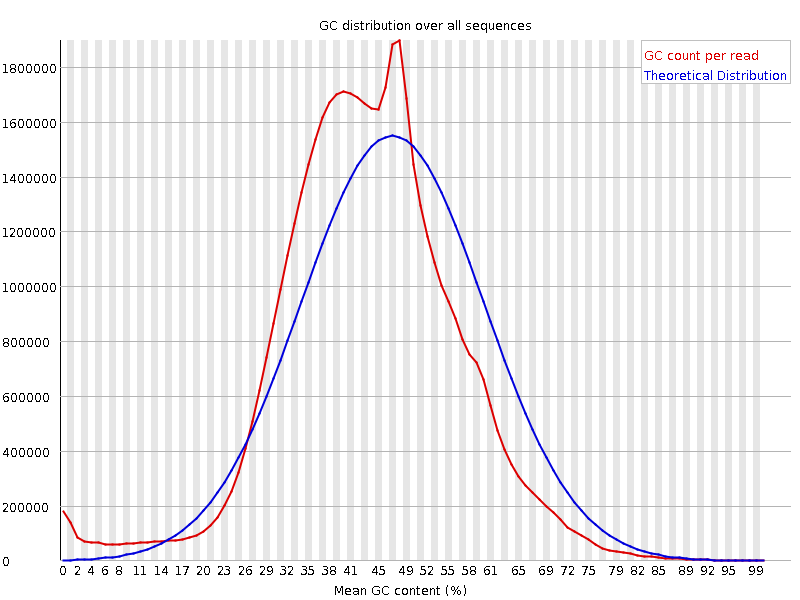 GC distribution over all sequences
GC count per read
Theoretical Distribution
1800000
1600000
1400000
1200000
1000000
800000
600000
400000
200000
0
0 2 4 6 8 11 14 17 20 23 26 29 32 35 38 41 45 49 52 55 58 61 65 69 72 75 79 82 85 89 92 95 99
Mean GC content (%)